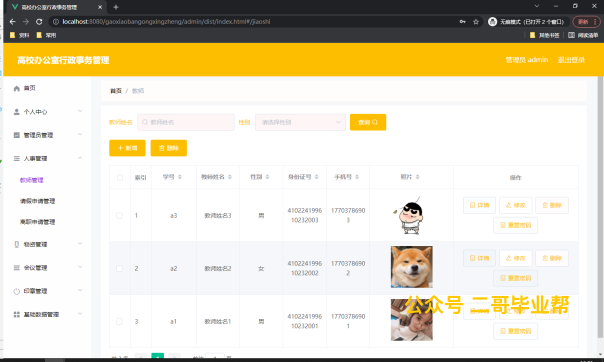 高校办公室行政事务管理
localhost:8080/gaoxiaobangongxingzheng/admin/dist/index.html#/jiaoshi
无痕模式（已打开 2 个窗口） 更新
资料 常用 其他书签 阅读清单
高校办公室行政事务管理 管理员 admin 退出登录
首页 首页 / 教师
个人中心
管理员管理
人事管理
教师管理
请假申请管理
离职申请管理
物资管理
会议管理
印章管理
基础数据管理
教师姓名 教师姓名 性别 请选择性别 查询
新增 删除
索引 学号 教师姓名 性别 身份证号 手机号 照片 操作
1 a3 教师姓名3 男 410224199610232003 17703786903 详情 修改 删除 重置密码
2 a2 教师姓名2 女 410224199610232002 17703786902 详情 修改 删除 重置密码
3 a1 教师姓名1 男 410224199610232001 17703786901 重置密码
公众号 二哥毕业帮